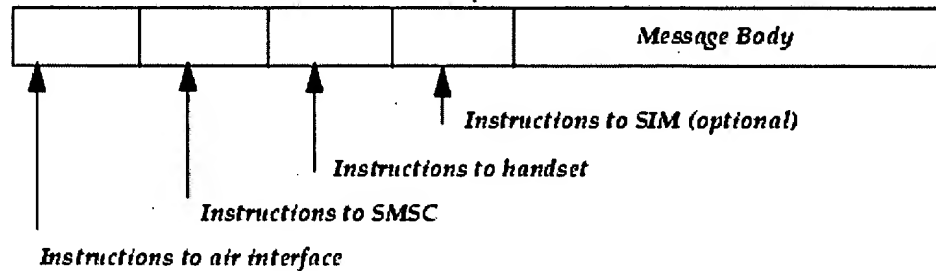 Message Body
Instructions to SIM (optional)
Instructions to handset
Instructions to SMSC
Instructions to air interface